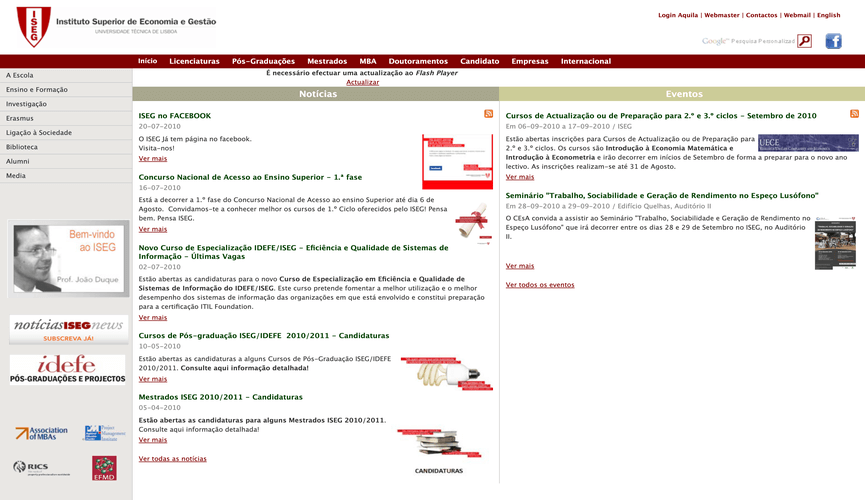 ISEG
Instituto Superior de Economia e Gestão
UNIVERSIDADE TÉCNICA DE LISBOA
Login Aquila | Webmaster | Contactos | Webmail | English
Google™ Pesquisa Personalizad
Início Licenciaturas Pós-Graduações Mestrados MBA Doutoramentos Candidato Empresas Internacional
A Escola
Ensino e Formação
Investigação
Erasmus
Ligação à Sociedade
Biblioteca
Alumni
Media
Bem-vindo
ao ISEG
Prof. João Duque
notíciasISEGnews
SUBSCREVA JÁ!
idefe
PÓS-GRADUAÇÕES E PROJECTOS
Association
of MBAs
Project
Management
Institute
RICS
EFMD
É necessário efectuar uma actualização ao Flash Player
Actualizar
Notícias
ISEG no FACEBOOK
20-07-2010
O ISEG Já tem página no facebook.
Visita-nos!
Ver mais
Concurso Nacional de Acesso ao Ensino Superior - 1.ª fase
16-07-2010
Está a decorrer a 1.ª fase do Concurso Nacional de Acesso ao ensino Superior até dia 6 de
Agosto. Convidamos-te a conhecer melhor os cursos de 1.º Ciclo oferecidos pelo ISEG! Pensa
bem. Pensa ISEG.
Ver mais
Novo Curso de Especialização IDEFE/ISEG - Eficiência e Qualidade de Sistemas de
Informação - Últimas Vagas
02-07-2010
Estão abertas as candidaturas para o novo Curso de Especialização em Eficiência e Qualidade de
Sistemas de Informação do IDEFE/ISEG. Este curso pretende fomentar a melhor utilização e o melhor
desempenho dos sistemas de informação das organizações em que está envolvido e constitui preparação
para a certificação ITIL Foundation.
Ver mais
Cursos de Pós-graduação ISEG/IDEFE 2010/2011 - Candidaturas
10-05-2010
Estão abertas as candidaturas a alguns Cursos de Pós-Graduação ISEG/IDEFE
2010/2011. Consulte aqui informação detalhada!
Ver mais
Mestrados ISEG 2010/2011 - Candidaturas
05-04-2010
Estão abertas as candidaturas para alguns Mestrados ISEG 2010/2011.
Consulte aqui informação detalhada!
Ver mais
CANDIDATURAS
Ver todas as notícias
Eventos
Cursos de Actualização ou de Preparação para 2.º e 3.º ciclos - Setembro de 2010
Em 06-09-2010 a 17-09-2010 / ISEG
Estão abertas inscrições para Cursos de Actualização ou de Preparação para
2.º e 3.º ciclos. Os cursos são Introdução à Economia Matemática e
Introdução à Econometria e irão decorrer em inícios de Setembro de forma a preparar para o novo ano
lectivo. As inscrições realizam-se até 31 de Agosto.
UECE
Ver mais
Seminário "Trabalho, Sociabilidade e Geração de Rendimento no Espaço Lusófono"
Em 28-09-2010 a 29-09-2010 / Edifício Quelhas, Auditório II
O CEsA convida a assistir ao Seminário "Trabalho, Sociabilidade e Geração de Rendimento no
Espaço Lusófono" que irá decorrer entre os dias 28 e 29 de Setembro no ISEG, no Auditório
II.
Ver mais
Ver todos os eventos